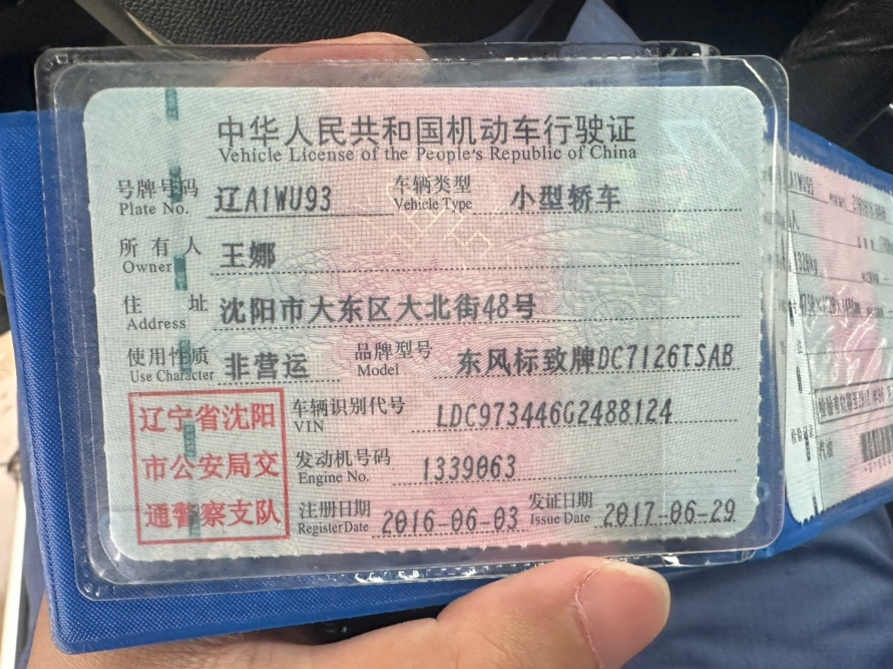 中华人民共和国机动车行驶证
Vehicle License of the People's Republic of China
号牌号码 辽A1WU93 车辆类型 小型轿车
Plate No. Vehicle Type
所有人 王娜
Owner
住址 沈阳市大东区大北街48号
Address
使用性质 非营运 品牌型号 东风标致牌DC7126TSAB
Use Character Model
辽宁省沈阳
市公安局交
通警察支队
车辆识别代号 LDC973446G2488124
VIN
发动机号码 1339063
Engine No.
注册日期 2016-06-03 发证日期 2017-06-29
Register Date Issue Date
A1WU93